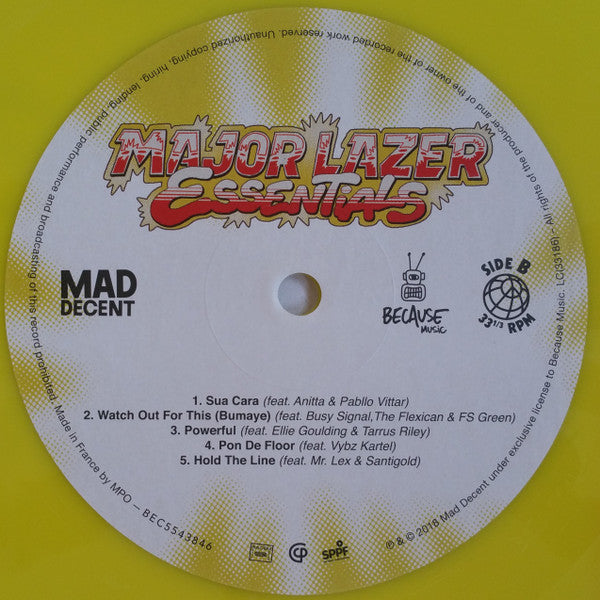 MAJOR LAZER
ESSENTIALS
MAD
DECENT
BECAUSE
MUSIC
SIDE B
33 1/3 RPM
1. Sua Cara (feat. Anitta & Pabllo Vittar)
2. Watch Out For This (Bumaye) (feat. Busy Signal,The Flexican & FS Green)
3. Powerful (feat. Ellie Goulding & Tarrus Riley)
4. Pon De Floor (feat. Vybz Kartel)
5. Hold The Line (feat. Mr. Lex & Santigold)
SPPF
℗ & © 2018 Mad Decent under exclusive license to Because Music. LC(33186). All rights of the producer and of the owner of the recorded work reserved. Unauthorized copying, hiring, lending, public performance and broadcasting of this record prohibited. Made in France by MPO – BEC5543846